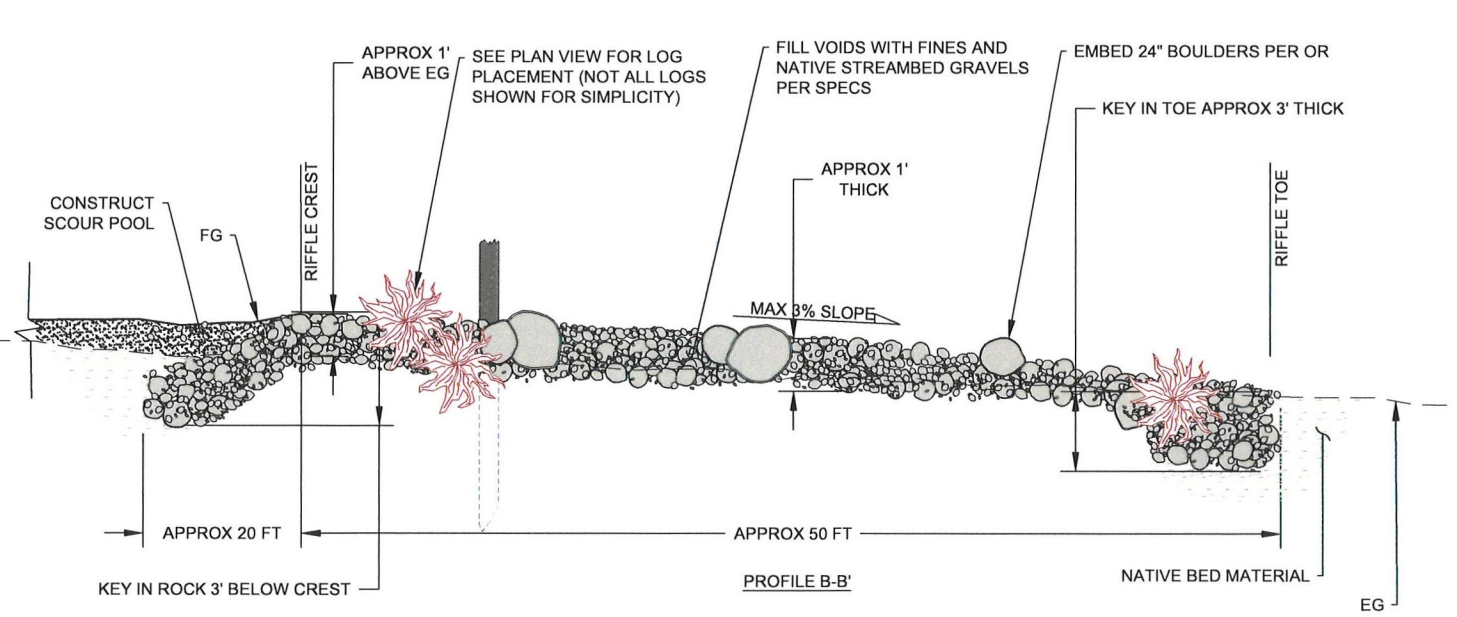 APPROX 1'
ABOVE EG
SEE PLAN VIEW FOR LOG
PLACEMENT (NOT ALL LOGS
SHOWN FOR SIMPLICITY)
FILL VOIDS WITH FINES AND
NATIVE STREAMBED GRAVELS
PER SPECS
EMBED 24" BOULDERS PER OR
KEY IN TOE APPROX 3' THICK
APPROX 1'
THICK
CONSTRUCT
SCOUR POOL
FG
RIFFLE CREST
RIFFLE TOE
MAX 3% SLOPE
APPROX 20 FT
APPROX 50 FT
KEY IN ROCK 3' BELOW CREST
PROFILE B-B'
NATIVE BED MATERIAL
EG